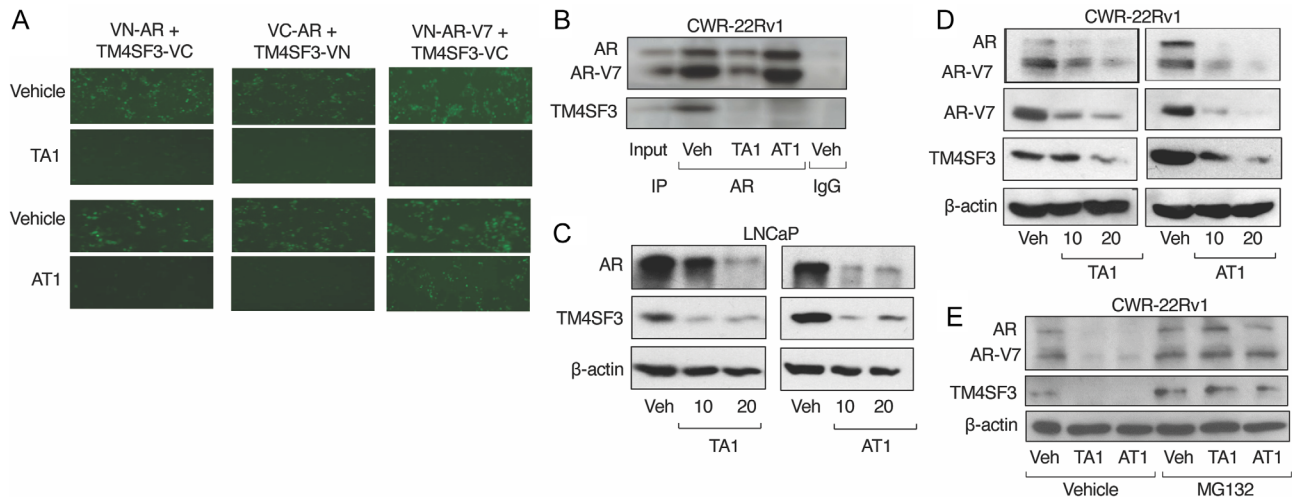 A
VN-AR +
TM4SF3-VC
VC-AR +
TM4SF3-VN
VN-AR-V7 +
TM4SF3-VC
Vehicle
TA1
Vehicle
AT1
B
CWR-22Rv1
AR
AR-V7
TM4SF3
Input Veh TA1 AT1 Veh
IP AR IgG
C
LNCaP
AR
TM4SF3
β-actin
Veh 10 20 Veh 10 20
TA1 AT1
D
CWR-22Rv1
AR
AR-V7
AR-V7
TM4SF3
β-actin
Veh 10 20 Veh 10 20
TA1 AT1
E
CWR-22Rv1
AR
AR-V7
TM4SF3
β-actin
Veh TA1 AT1 Veh TA1 AT1
Vehicle MG132